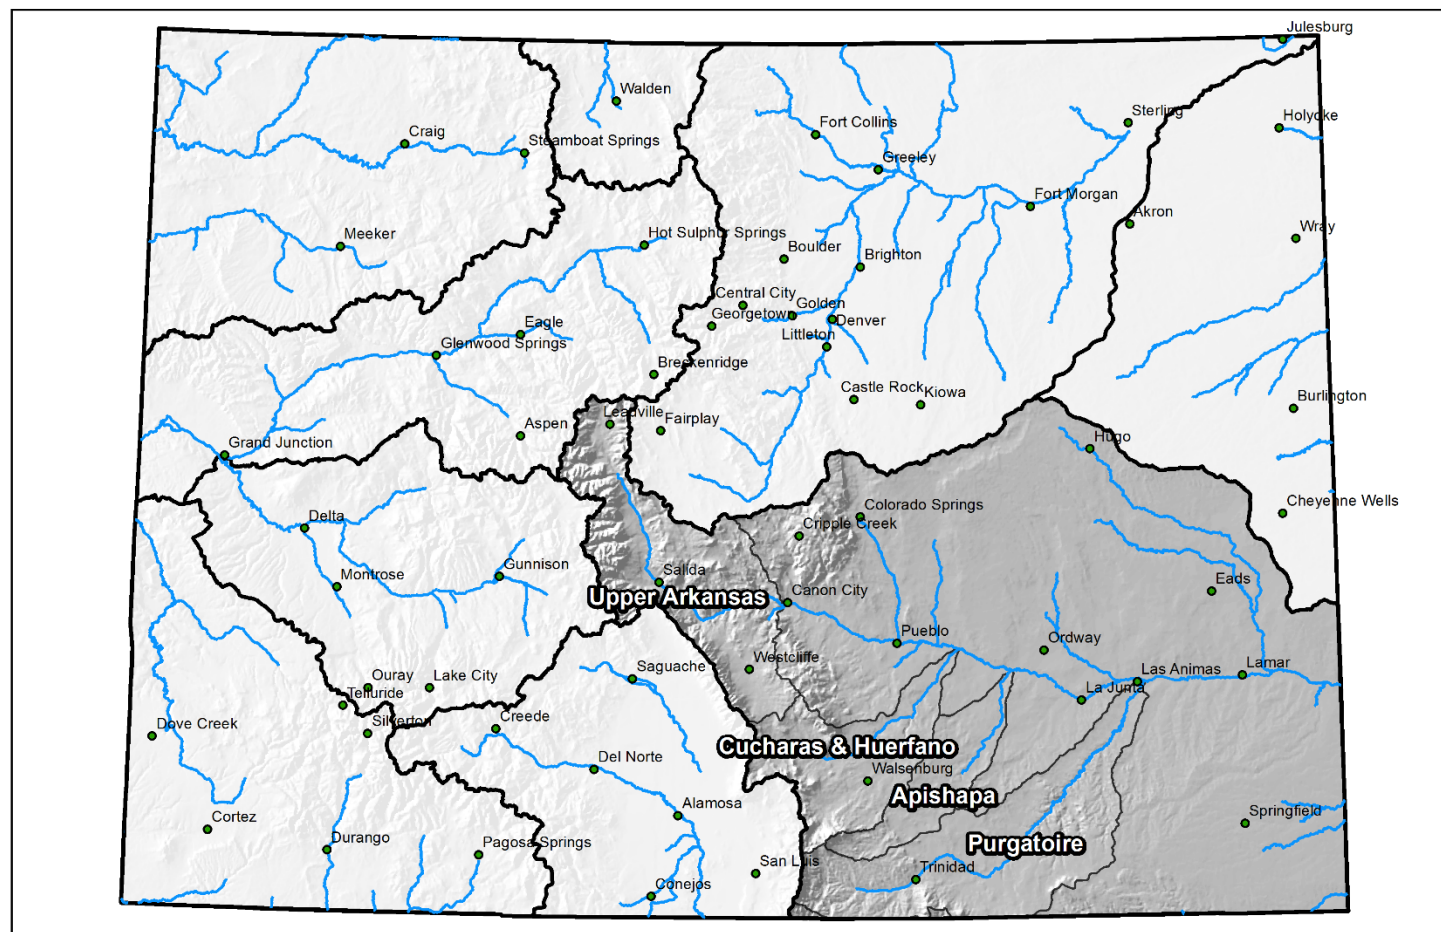 Julesburg
Walden
Sterling
Holyoke
Fort Collins
Craig
Steamboat Springs
Greeley
Fort Morgan
Akron
Wray
Meeker
Hot Sulphur Springs
Boulder
Brighton
Central City
Golden
Georgetown
Denver
Eagle
Littleton
Glenwood Springs
Breckenridge
Castle Rock
Kiowa
Burlington
Leadville
Fairplay
Aspen
Grand Junction
Hugo
Cheyenne Wells
Colorado Springs
Delta
Cripple Creek
Gunnison
Montrose
Salida
Eads
Upper Arkansas
Canon City
Pueblo
Ordway
Westcliffe
Las Animas
Lamar
Saguache
Ouray
Lake City
La Junta
Telluride
Silverton
Creede
Dove Creek
Cucharas & Huerfano
Del Norte
Walsenburg
Apishapa
Alamosa
Springfield
Cortez
Durango
Pagosa Springs
Purgatoire
San Luis
Trinidad
Conejos